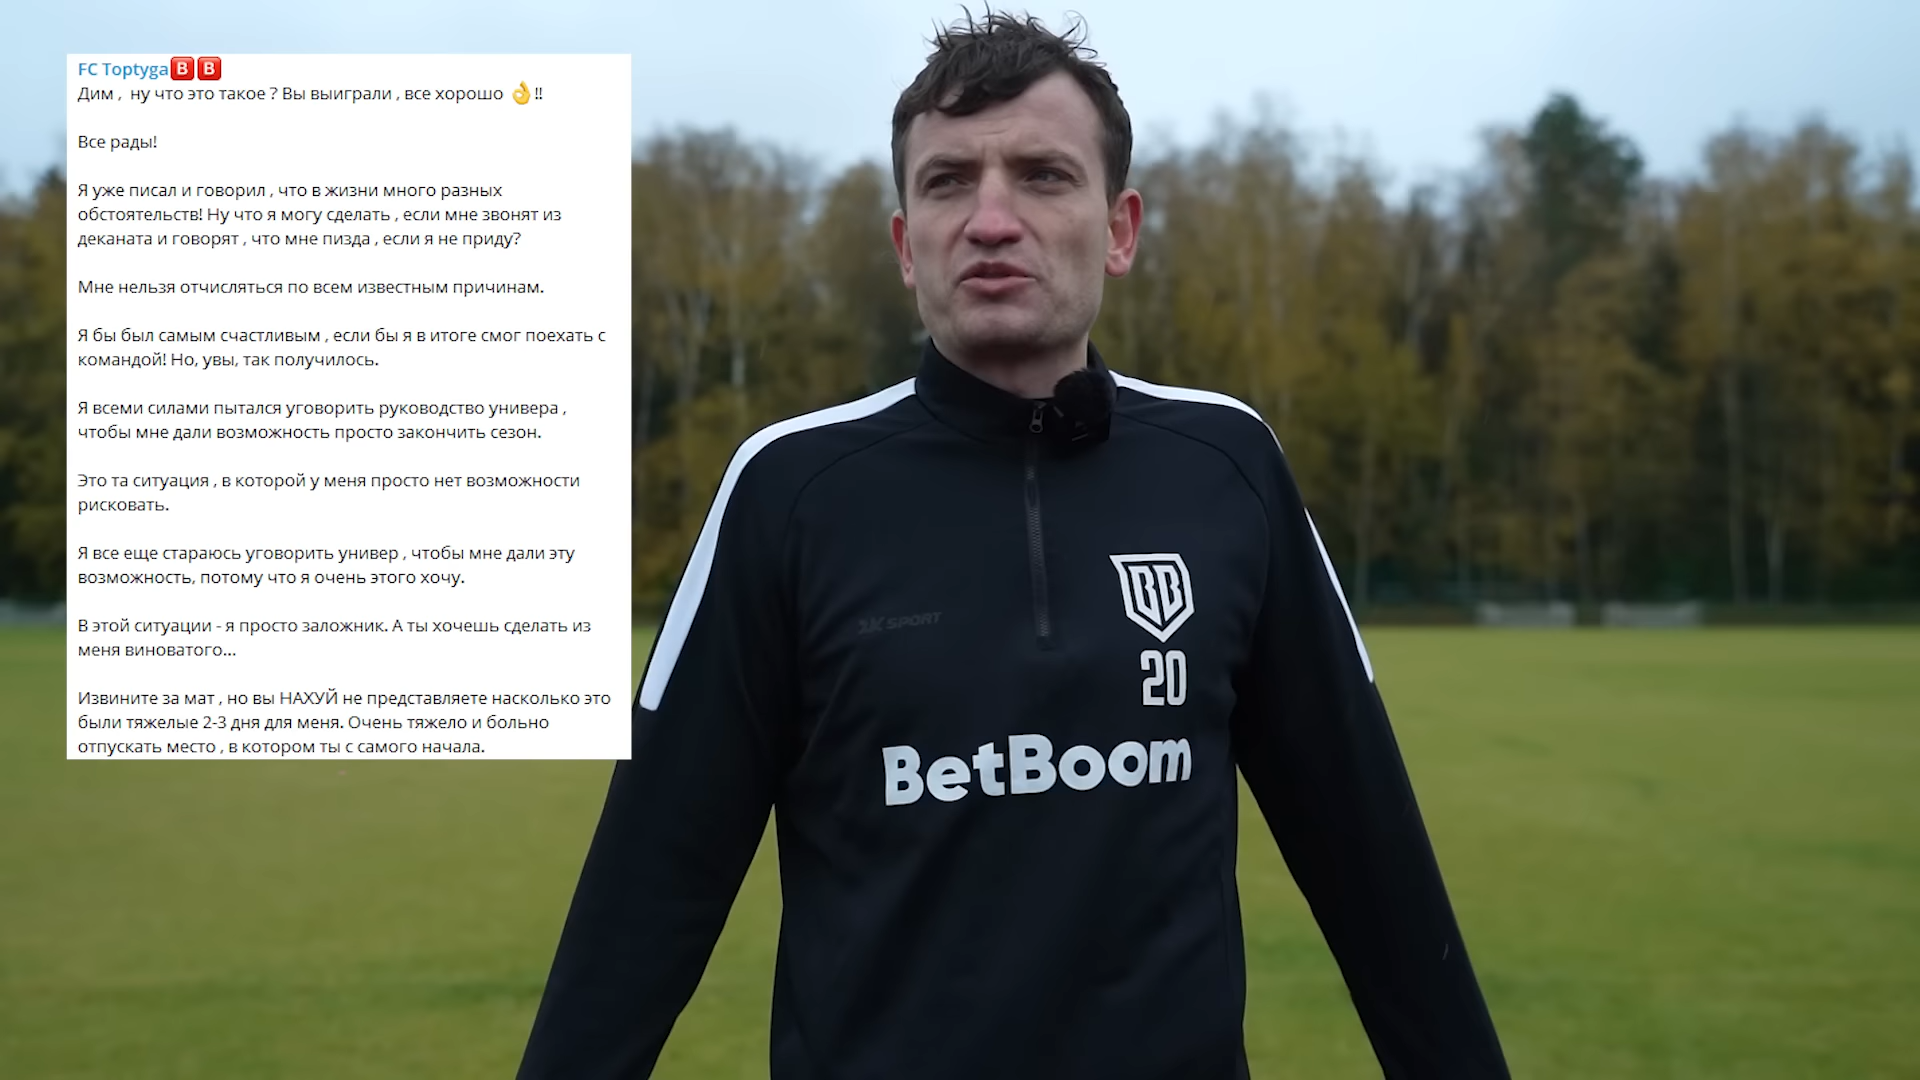 FC Toptyga🅱🅱
Дим , ну что это такое ? Вы выиграли , все хорошо 👌!!
Все рады!
Я уже писал и говорил , что в жизни много разных
обстоятельств! Ну что я могу сделать , если мне звонят из
деканата и говорят , что мне пизда , если я не приду?
Мне нельзя отчисляться по всем известным причинам.
Я бы был самым счастливым , если бы я в итоге смог поехать с
командой! Но, увы, так получилось.
Я всеми силами пытался уговорить руководство универа ,
чтобы мне дали возможность просто закончить сезон.
Это та ситуация , в которой у меня просто нет возможности
рисковать.
Я все еще стараюсь уговорить универ , чтобы мне дали эту
возможность, потому что я очень этого хочу.
В этой ситуации - я просто заложник. А ты хочешь сделать из
меня виноватого...
Извините за мат , но вы НАХУЙ не представляете насколько это
были тяжелые 2-3 дня для меня. Очень тяжело и больно
отпускать место , в котором ты с самого начала.
BB
2K SPORT
20
BetBoom